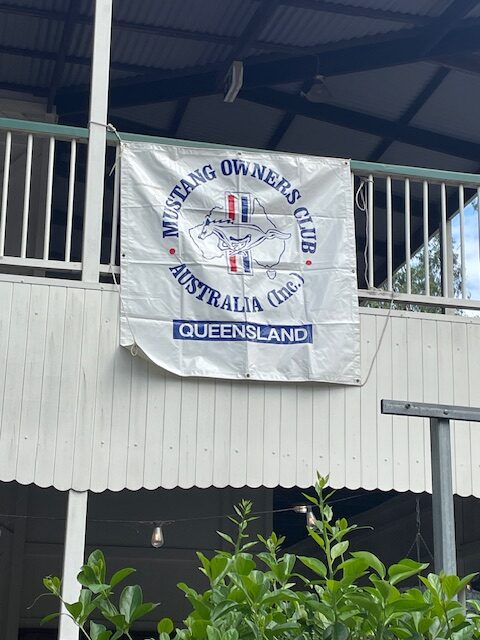 MUSTANG OWNERS CLUB
AUSTRALIA (Inc.)
QUEENSLAND